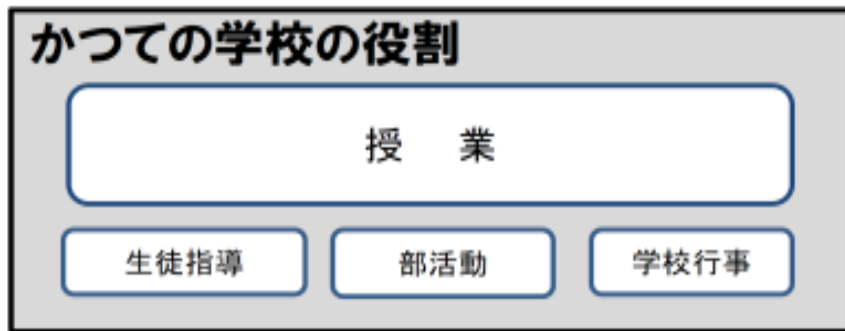 かつての学校の役割
授　業
生徒指導
部活動
学校行事